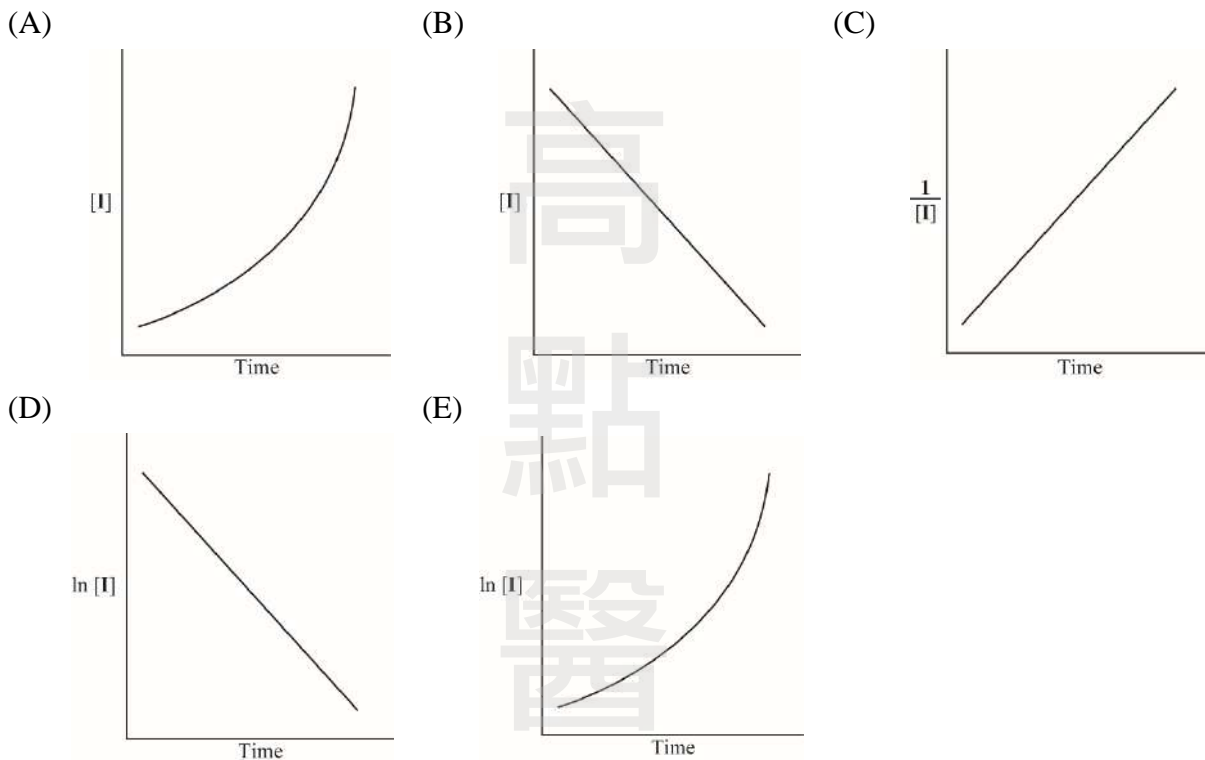 (A)
(B)
(C)
[I]
Time
[I]
Time
1
[I]
Time
(D)
(E)
ln [I]
Time
ln [I]
Time
高
點
醫